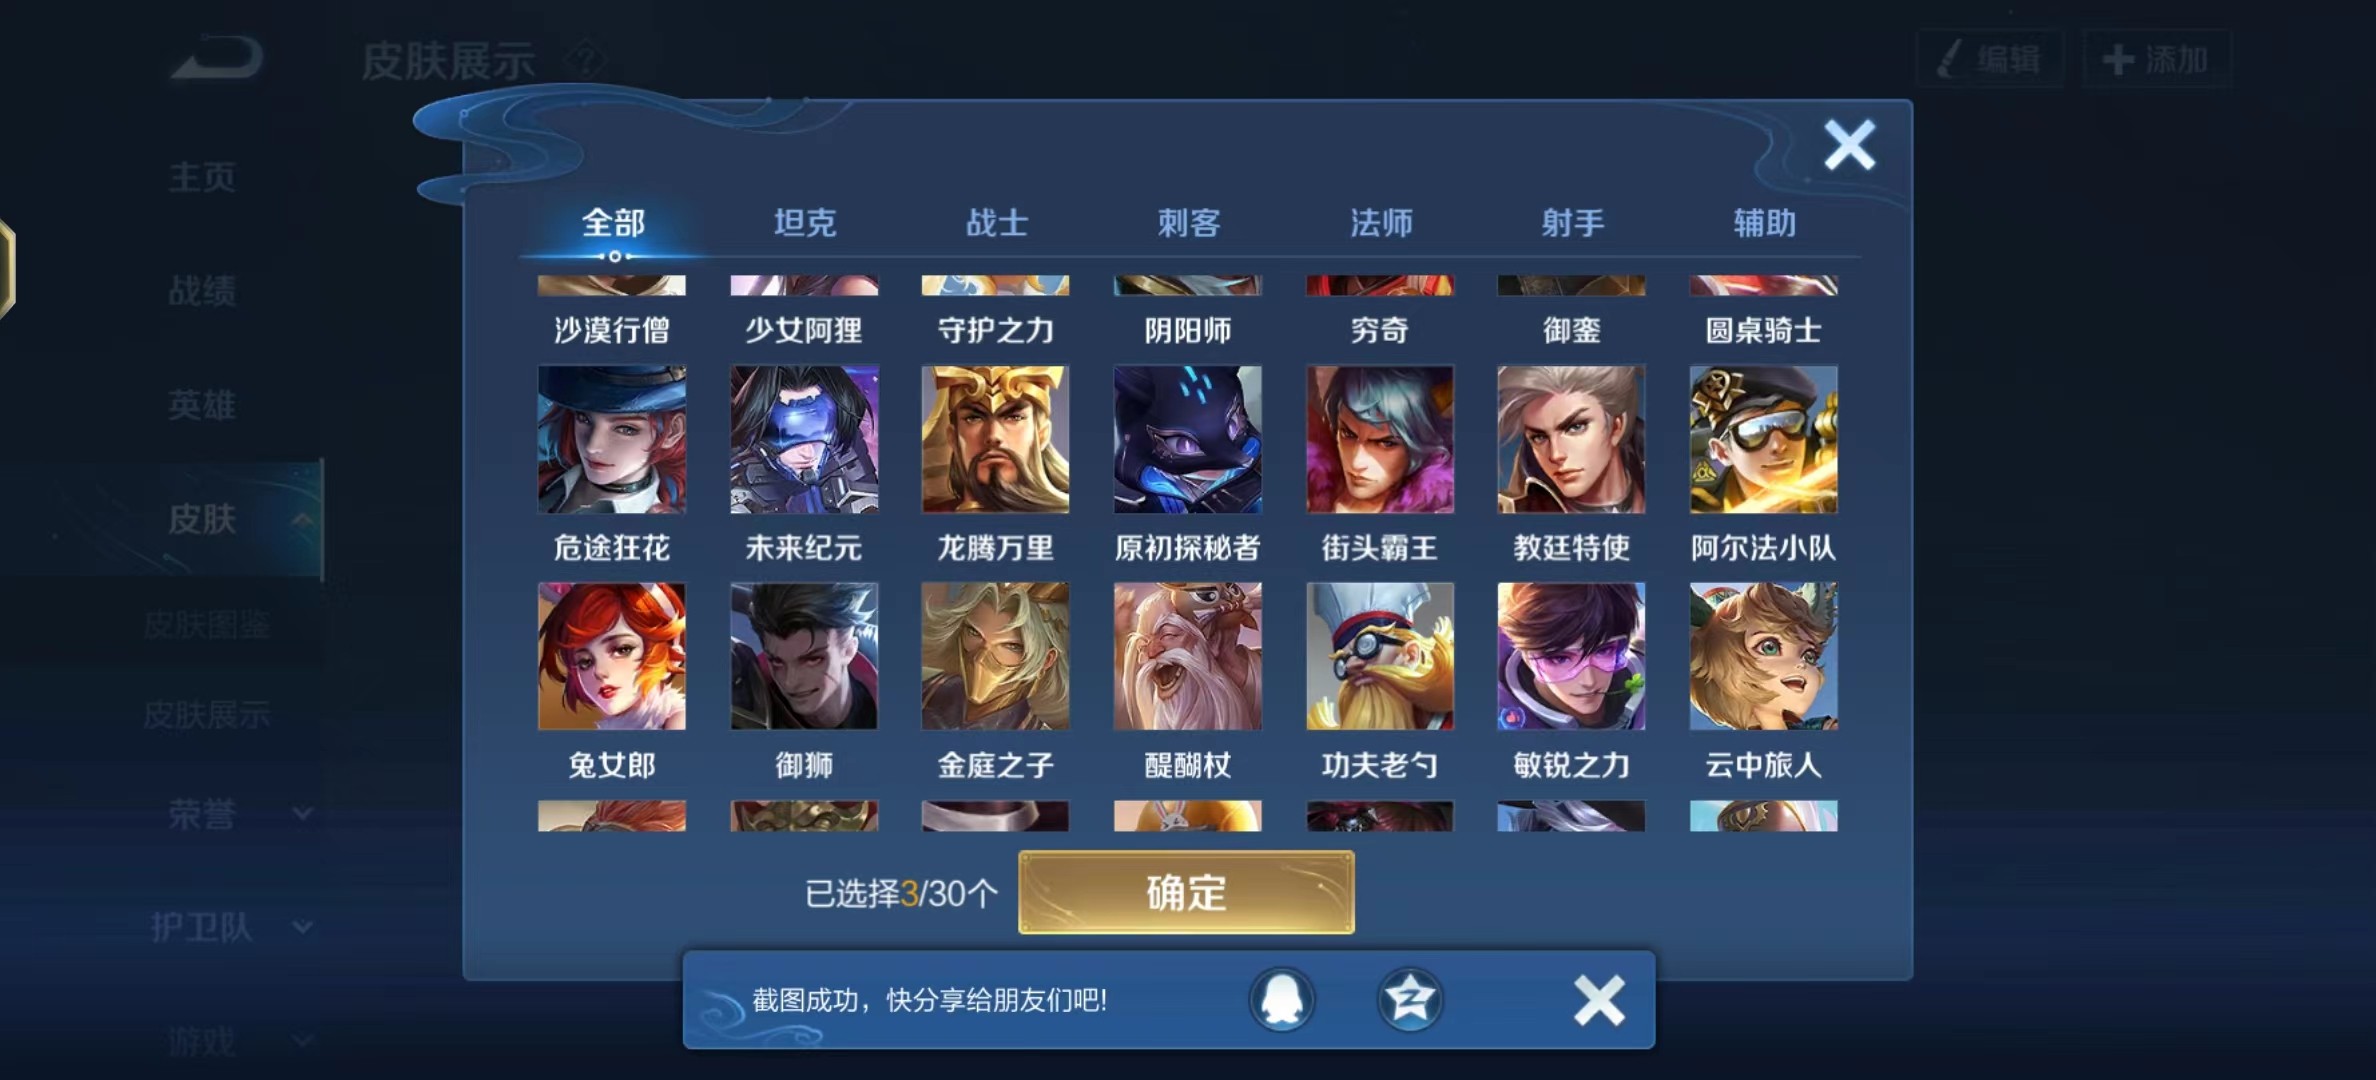 皮肤展示 ?
编辑
添加
主页
战绩
英雄
皮肤
皮肤图鉴
皮肤展示
荣誉
护卫队
游戏
全部 坦克 战士 刺客 法师 射手 辅助
沙漠行僧 少女阿狸 守护之力 阴阳师 穷奇 御銮 圆桌骑士
危途狂花 未来纪元 龙腾万里 原初探秘者 街头霸王 教廷特使 阿尔法小队
兔女郎 御狮 金庭之子 醍醐杖 功夫老勺 敏锐之力 云中旅人
已选择3/30个
确定
截图成功，快分享给朋友们吧!